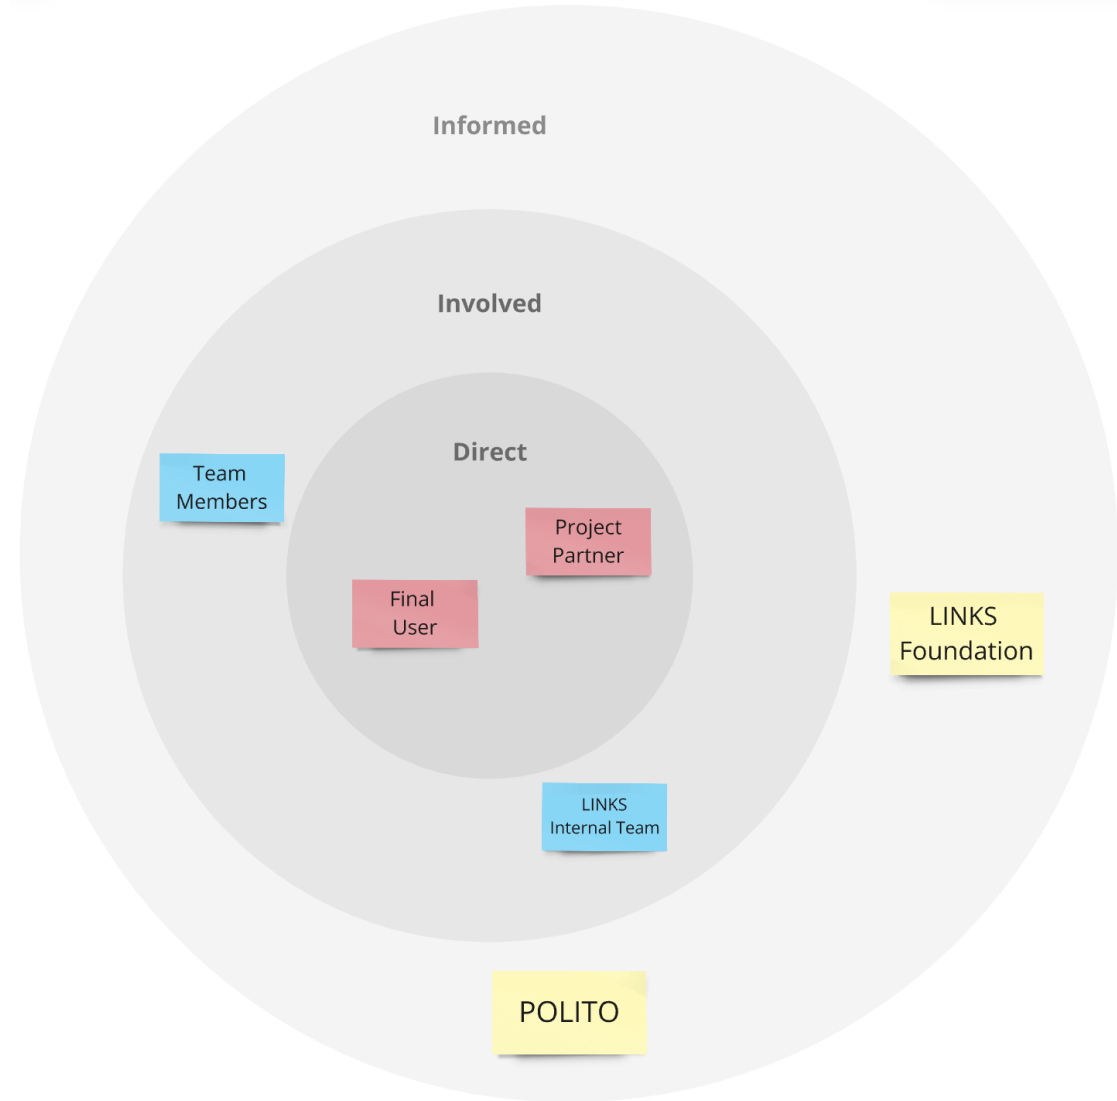 Informed
Involved
Direct
Team
Members
Project
Partner
Final
User
LINKS
Foundation
LINKS
Internal Team
POLITO